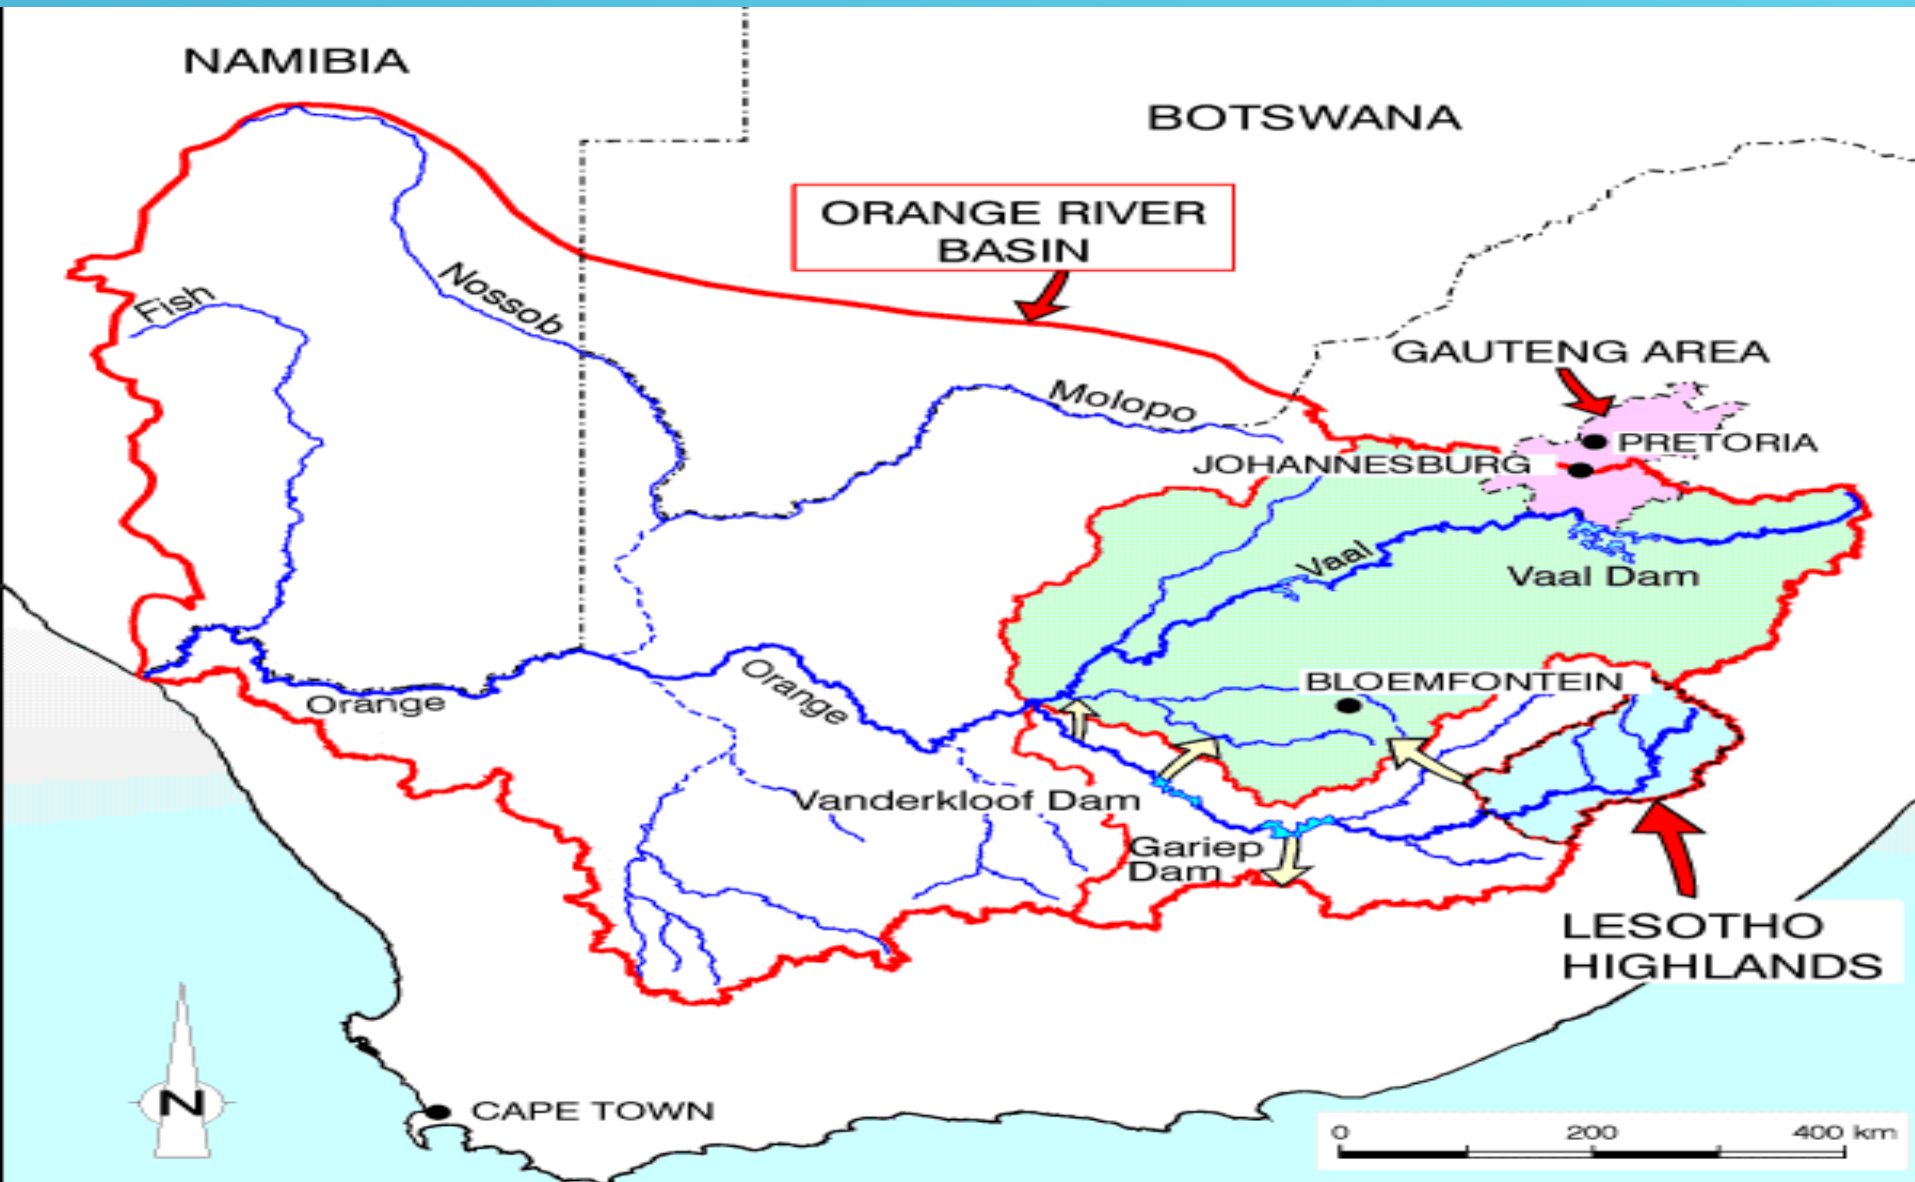 NAMIBIA
BOTSWANA
ORANGE RIVER
BASIN
Fish
Nossob
GAUTENG AREA
Molopo
PRETORIA
JOHANNESBURG
Vaal
Vaal Dam
Orange
Orange
BLOEMFONTEIN
Vanderkloof Dam
Gariep
Dam
LESOTHO
HIGHLANDS
N
CAPE TOWN
0 200 400 km